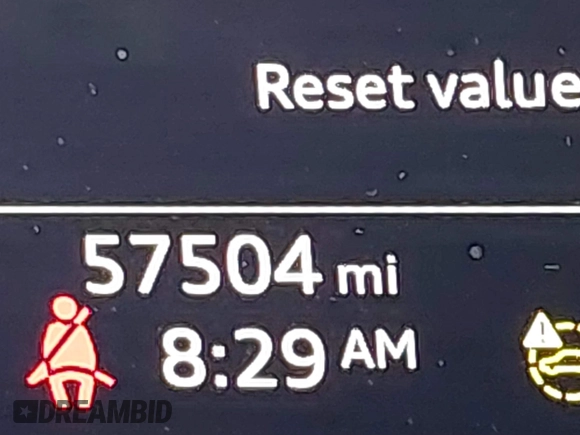 Reset value
57504 mi
8:29 AM
DREAMBID